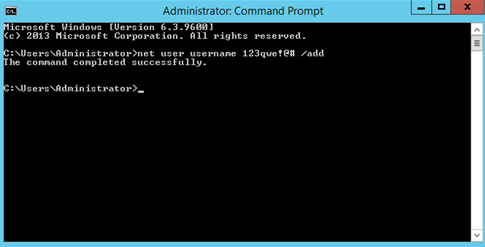 Administrator: Command Prompt
Microsoft Windows [Version 6.3.9600]
(c) 2013 Microsoft Corporation. All rights reserved.
C:\Users\Administrator>net user username 123qwe!@# /add
The command completed successfully.
C:\Users\Administrator>_